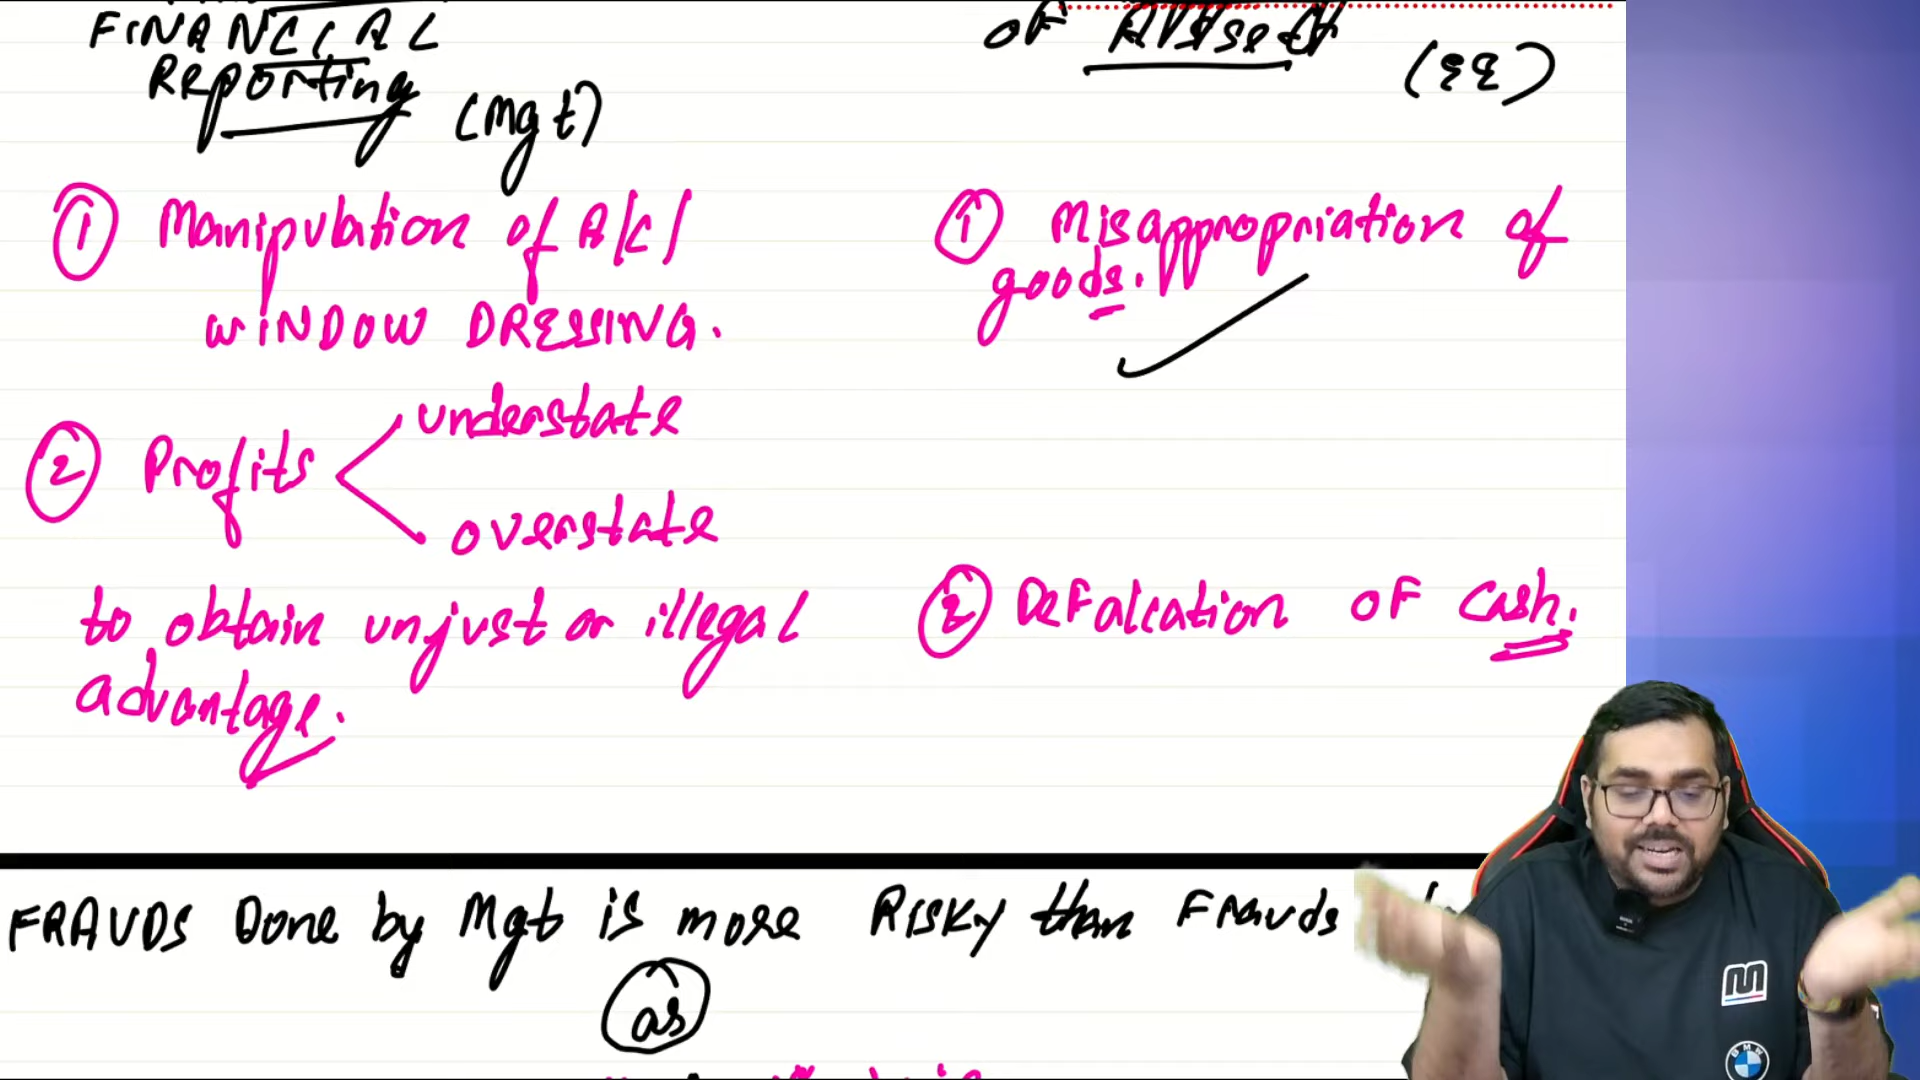 FINANCIAL
Reporting (Mgt)
① Manipulation of A/c/
WINDOW DRESSING.
② Profits
understate
overstate
to obtain unjust or illegal
advantage.
OF Assets (EE)
① Misappropriation of
goods.
② Defalcation OF Cash.
FRAUDS Done by Mgt is more Risky than Frauds
as
BMW